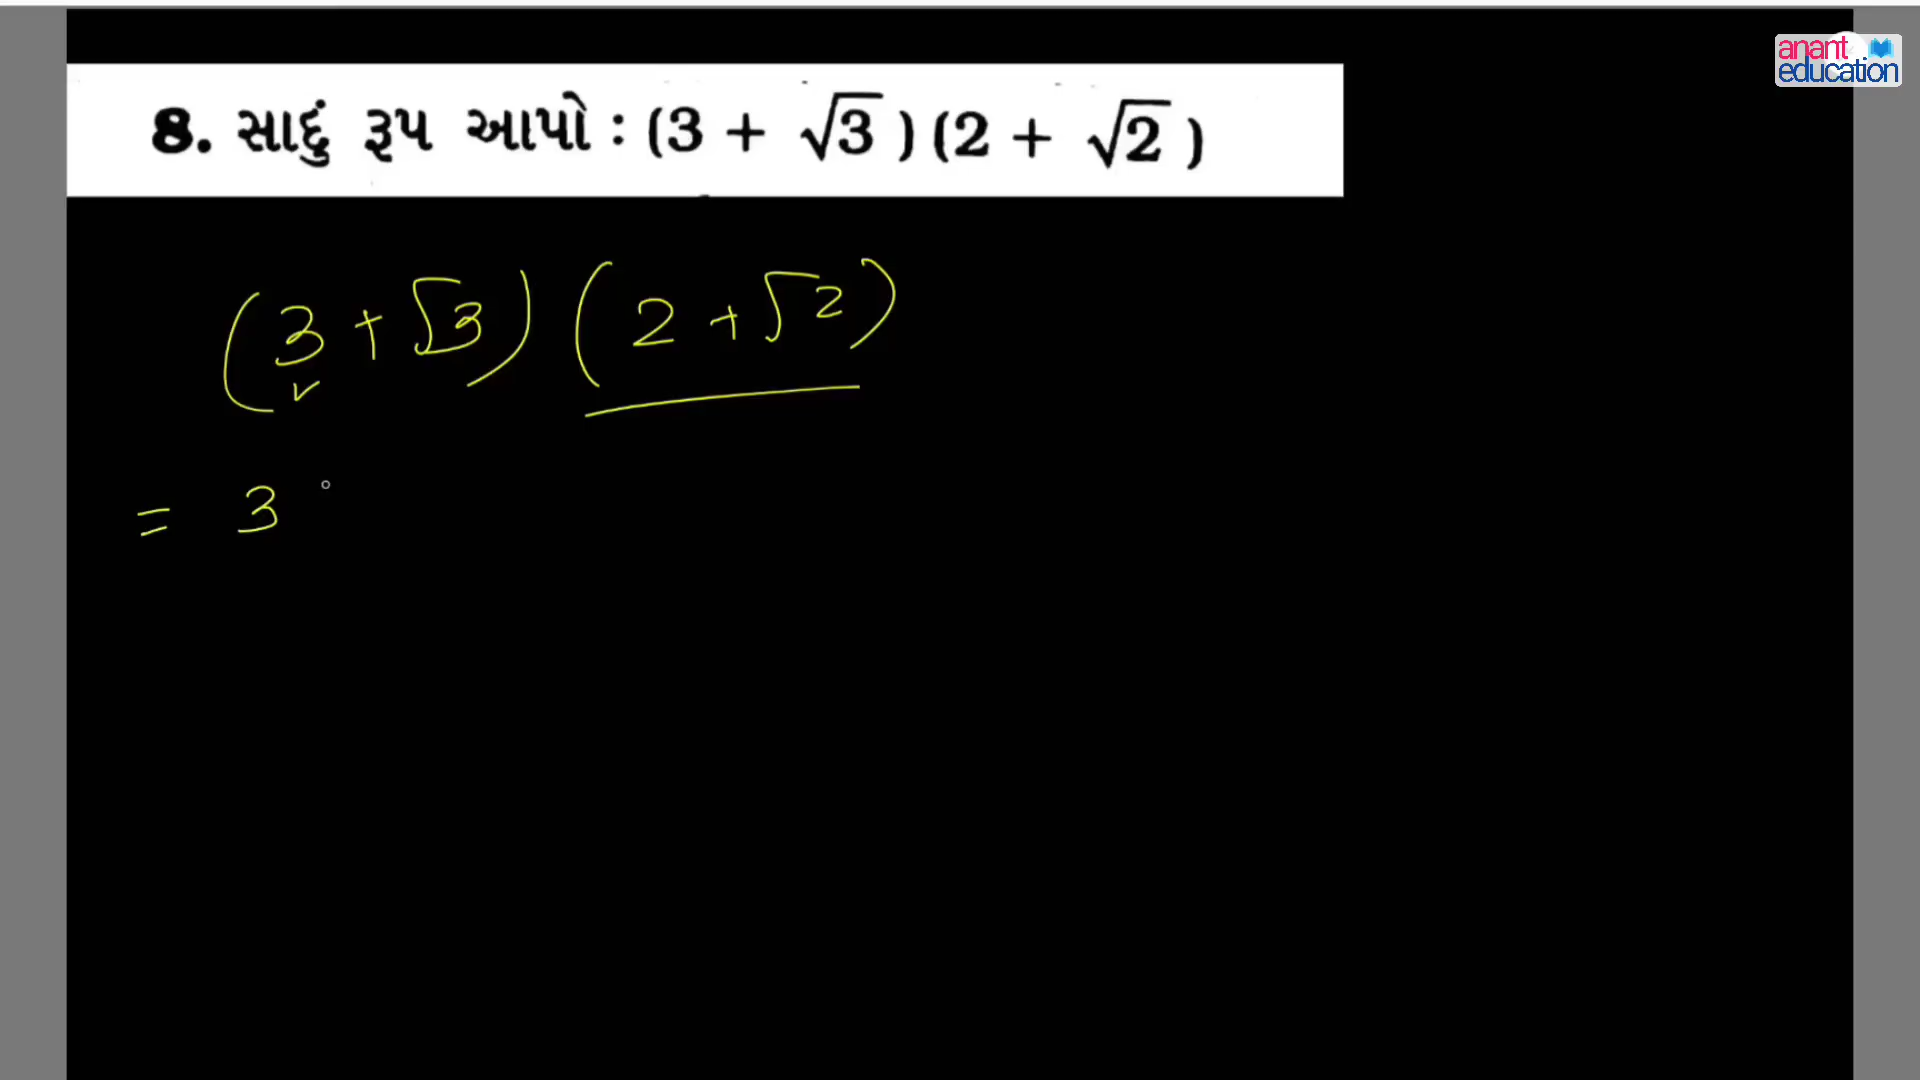 anant
education
8. સાદું રૂપ આપો : (3 + √3) (2 + √2)
(3 + √3) (2 + √2)
= 3